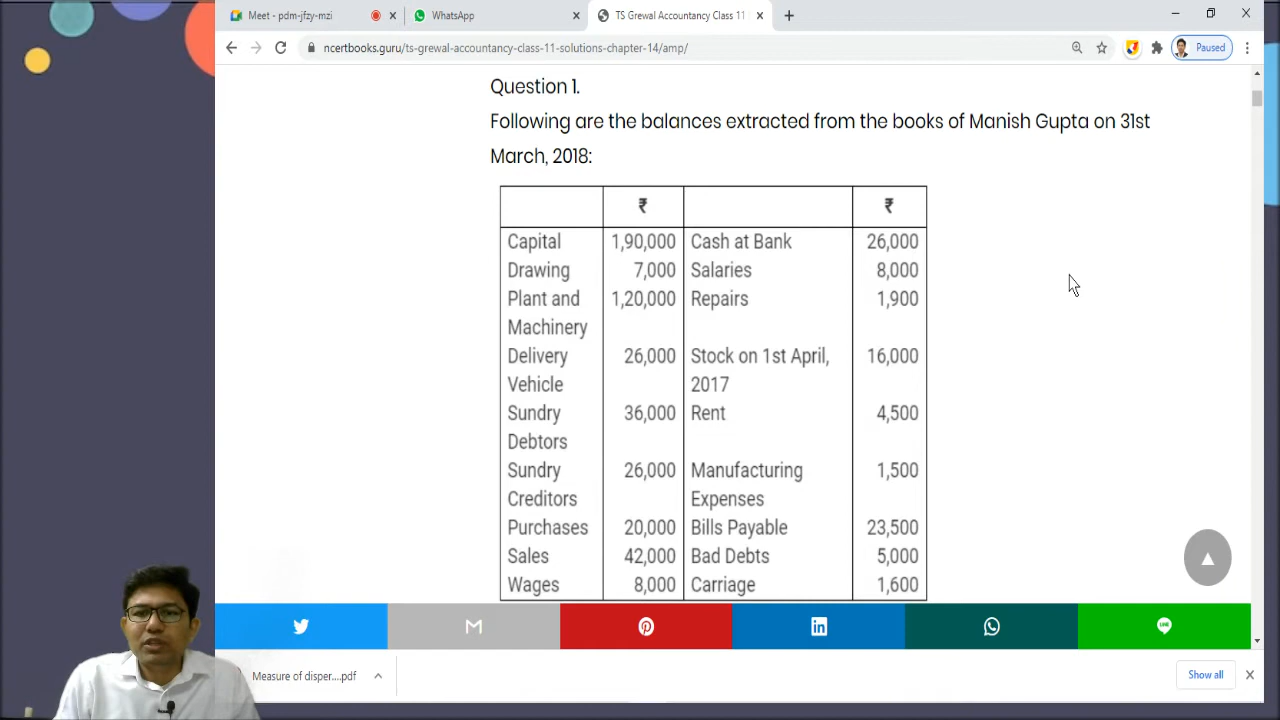 Meet - pdm-jfzy-mzi
WhatsApp
TS Grewal Accountancy Class 11
ncertbooks.guru/ts-grewal-accountancy-class-11-solutions-chapter-14/amp/
Paused
Question 1.
Following are the balances extracted from the books of Manish Gupta on 31st
March, 2018:
₹ ₹
Capital 1,90,000 Cash at Bank 26,000
Drawing 7,000 Salaries 8,000
Plant and 1,20,000 Repairs 1,900
Machinery
Delivery 26,000 Stock on 1st April, 16,000
Vehicle 2017
Sundry 36,000 Rent 4,500
Debtors
Sundry 26,000 Manufacturing 1,500
Creditors Expenses
Purchases 20,000 Bills Payable 23,500
Sales 42,000 Bad Debts 5,000
Wages 8,000 Carriage 1,600
LINE
Measure of disper....pdf
Show all